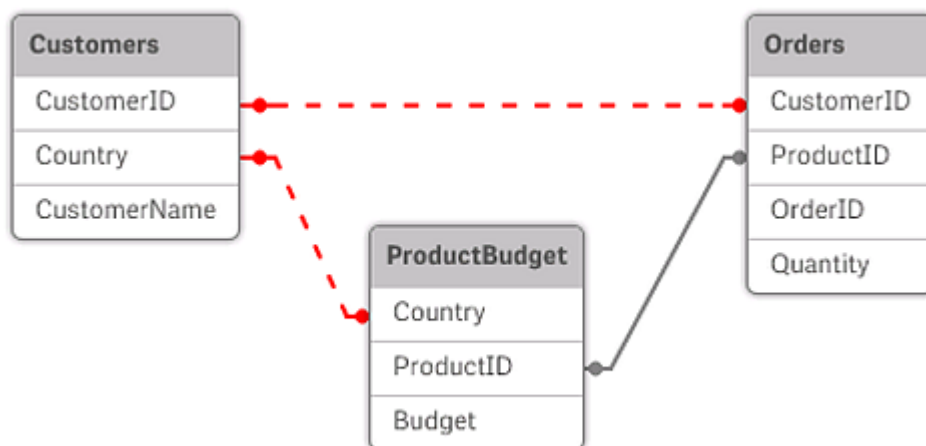 Customers
CustomerID
Country
CustomerName
ProductBudget
Country
ProductID
Budget
Orders
CustomerID
ProductID
OrderID
Quantity